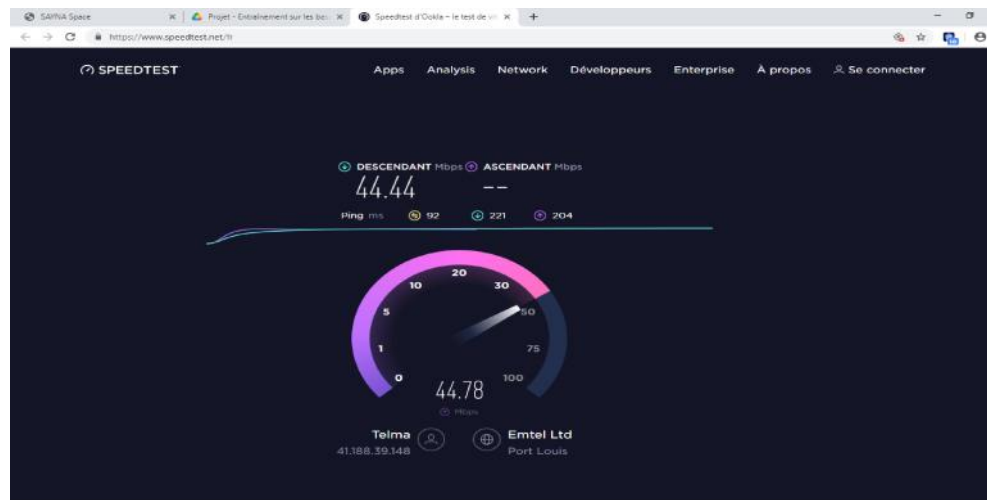 SAYNA Space
Projet - Entraînement sur les
Speedtest d'Ookla – le test de
https://www.speedtest.net/fr
SPEEDTEST
Apps Analysis Network Développeurs Enterprise À propos Se connecter
DESCENDANT Mbps ASCENDANT Mbps
44.44 --
Ping ms 92 221 204
20
10 30
5 50
1 75
0 100
44.78
Mbps
Telma Emtel Ltd
41.188.39.148 Port Louis